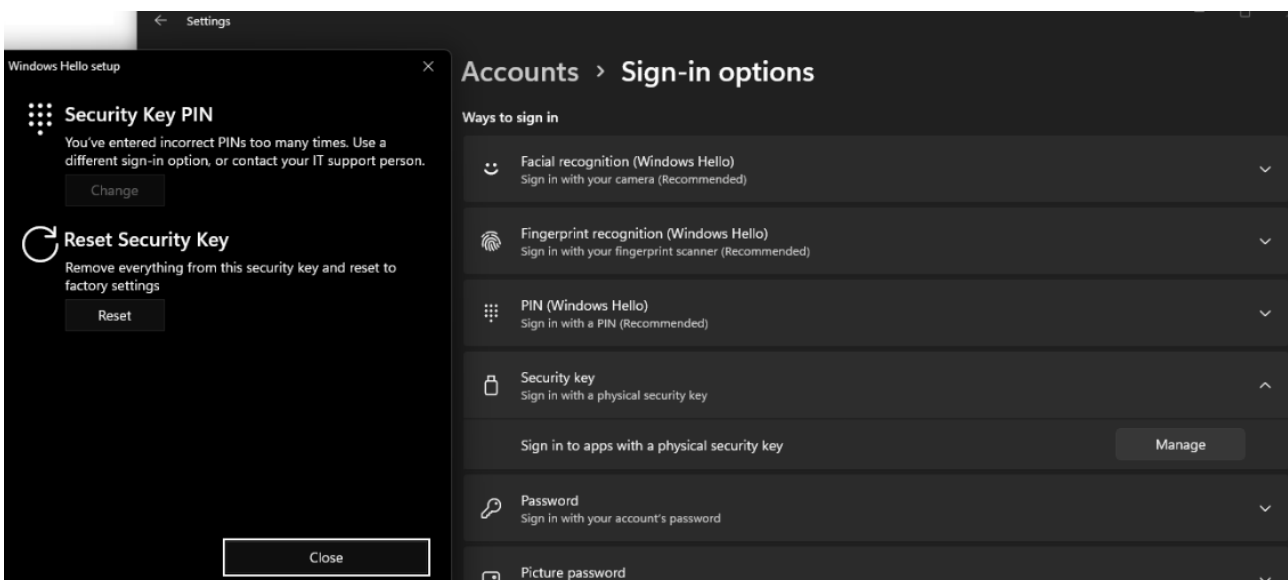 Settings
Windows Hello setup
Security Key PIN
You've entered incorrect PINs too many times. Use a
different sign-in option, or contact your IT support person.
Change
Reset Security Key
Remove everything from this security key and reset to
factory settings
Reset
Close
Accounts > Sign-in options
Ways to sign in
Facial recognition (Windows Hello)
Sign in with your camera (Recommended)
Fingerprint recognition (Windows Hello)
Sign in with your fingerprint scanner (Recommended)
PIN (Windows Hello)
Sign in with a PIN (Recommended)
Security key
Sign in with a physical security key
Sign in to apps with a physical security key
Manage
Password
Sign in with your account's password
Picture password